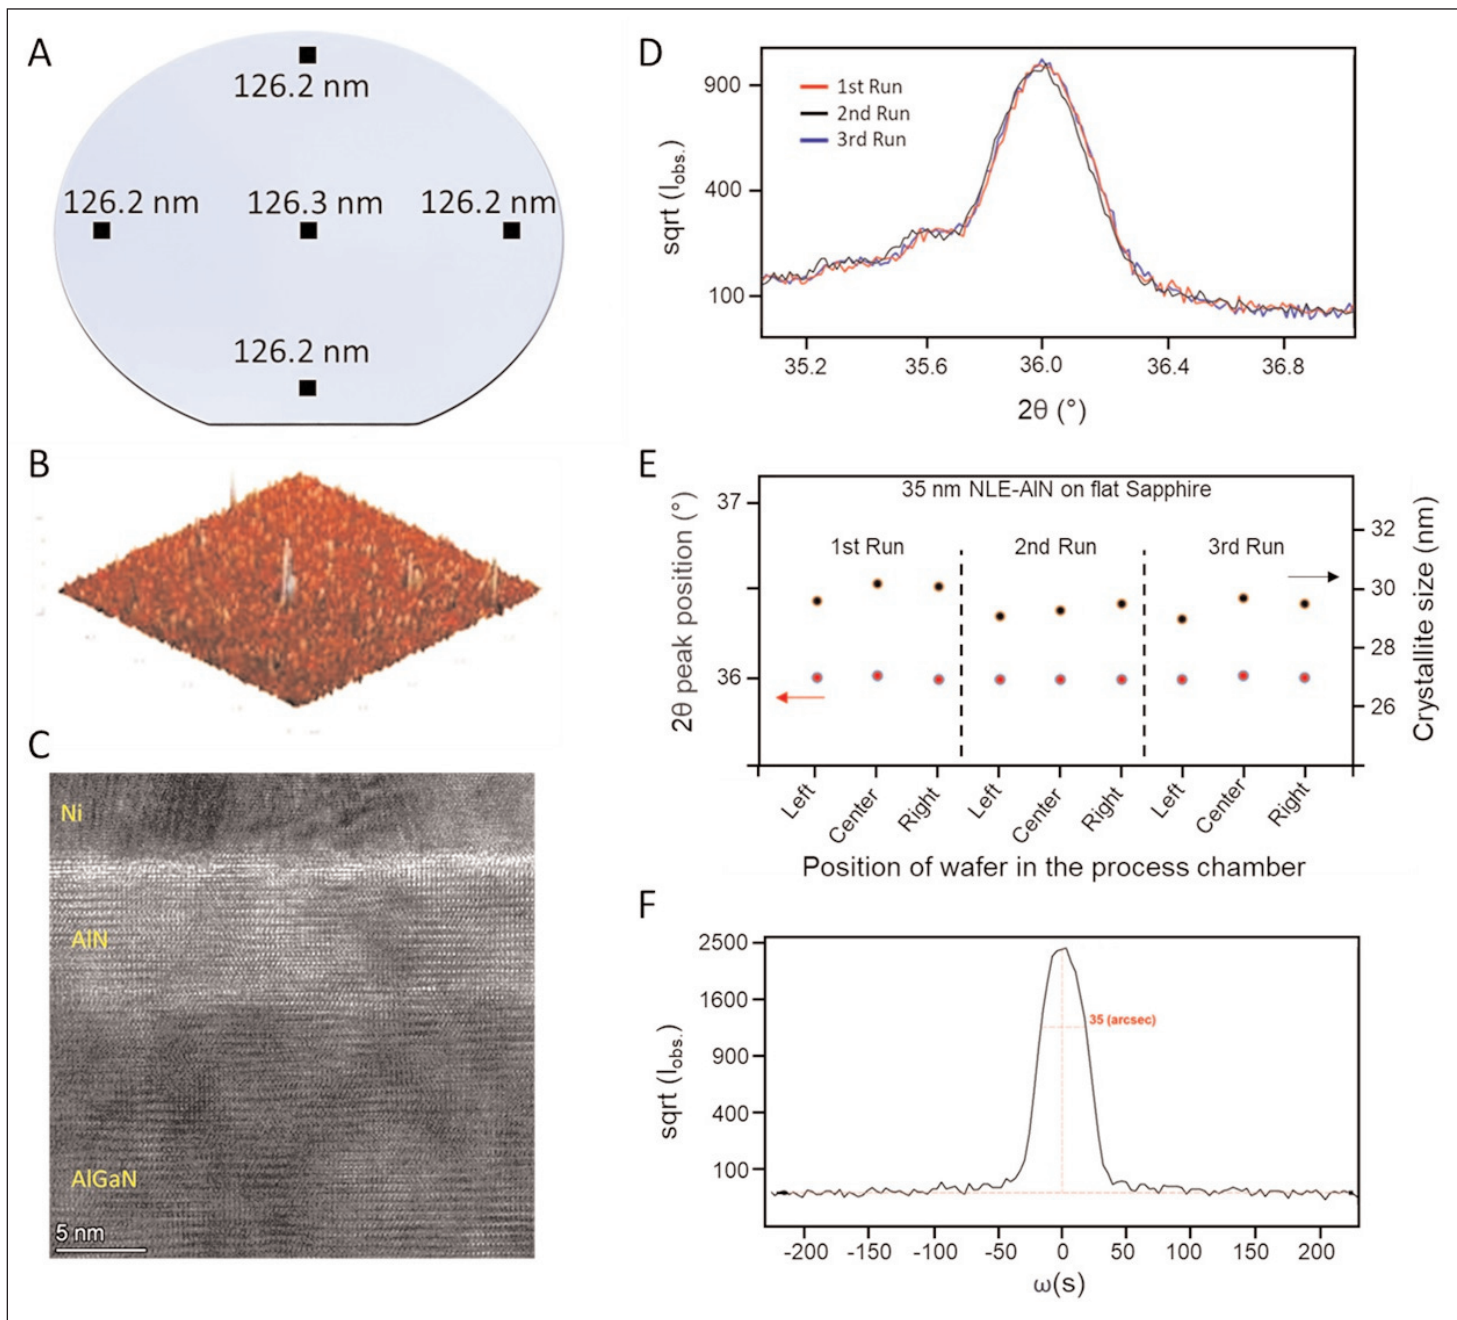 A
126.2 nm
126.2 nm
126.3 nm
126.2 nm
126.2 nm
B
C
Ni
AlN
AlGaN
5 nm
D
1st Run
2nd Run
3rd Run
sqrt (Iobs.)
900
400
100
35.2
35.6
36.0
36.4
36.8
2θ (°)
E
35 nm NLE-AlN on flat Sapphire
1st Run
2nd Run
3rd Run
2θ peak position (°)
37
36
Crystallite size (nm)
32
30
28
26
Left
Center
Right
Left
Center
Right
Left
Center
Right
Position of wafer in the process chamber
F
sqrt (Iobs.)
2500
1600
900
400
100
35 (arcsec)
-200
-150
-100
-50
0
50
100
150
200
ω(s)